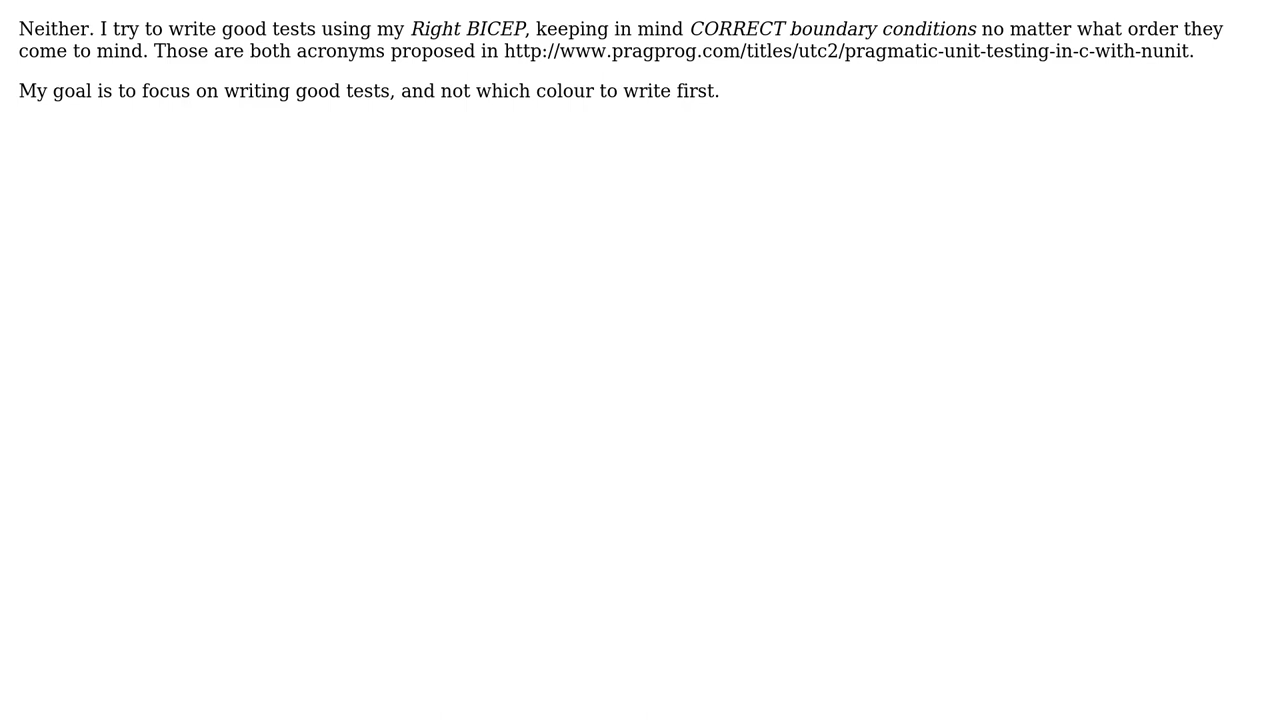 Neither. I try to write good tests using my Right BICEP, keeping in mind CORRECT boundary conditions no matter what order they
come to mind. Those are both acronyms proposed in http://www.pragprog.com/titles/utc2/pragmatic-unit-testing-in-c-with-nunit.
My goal is to focus on writing good tests, and not which colour to write first.